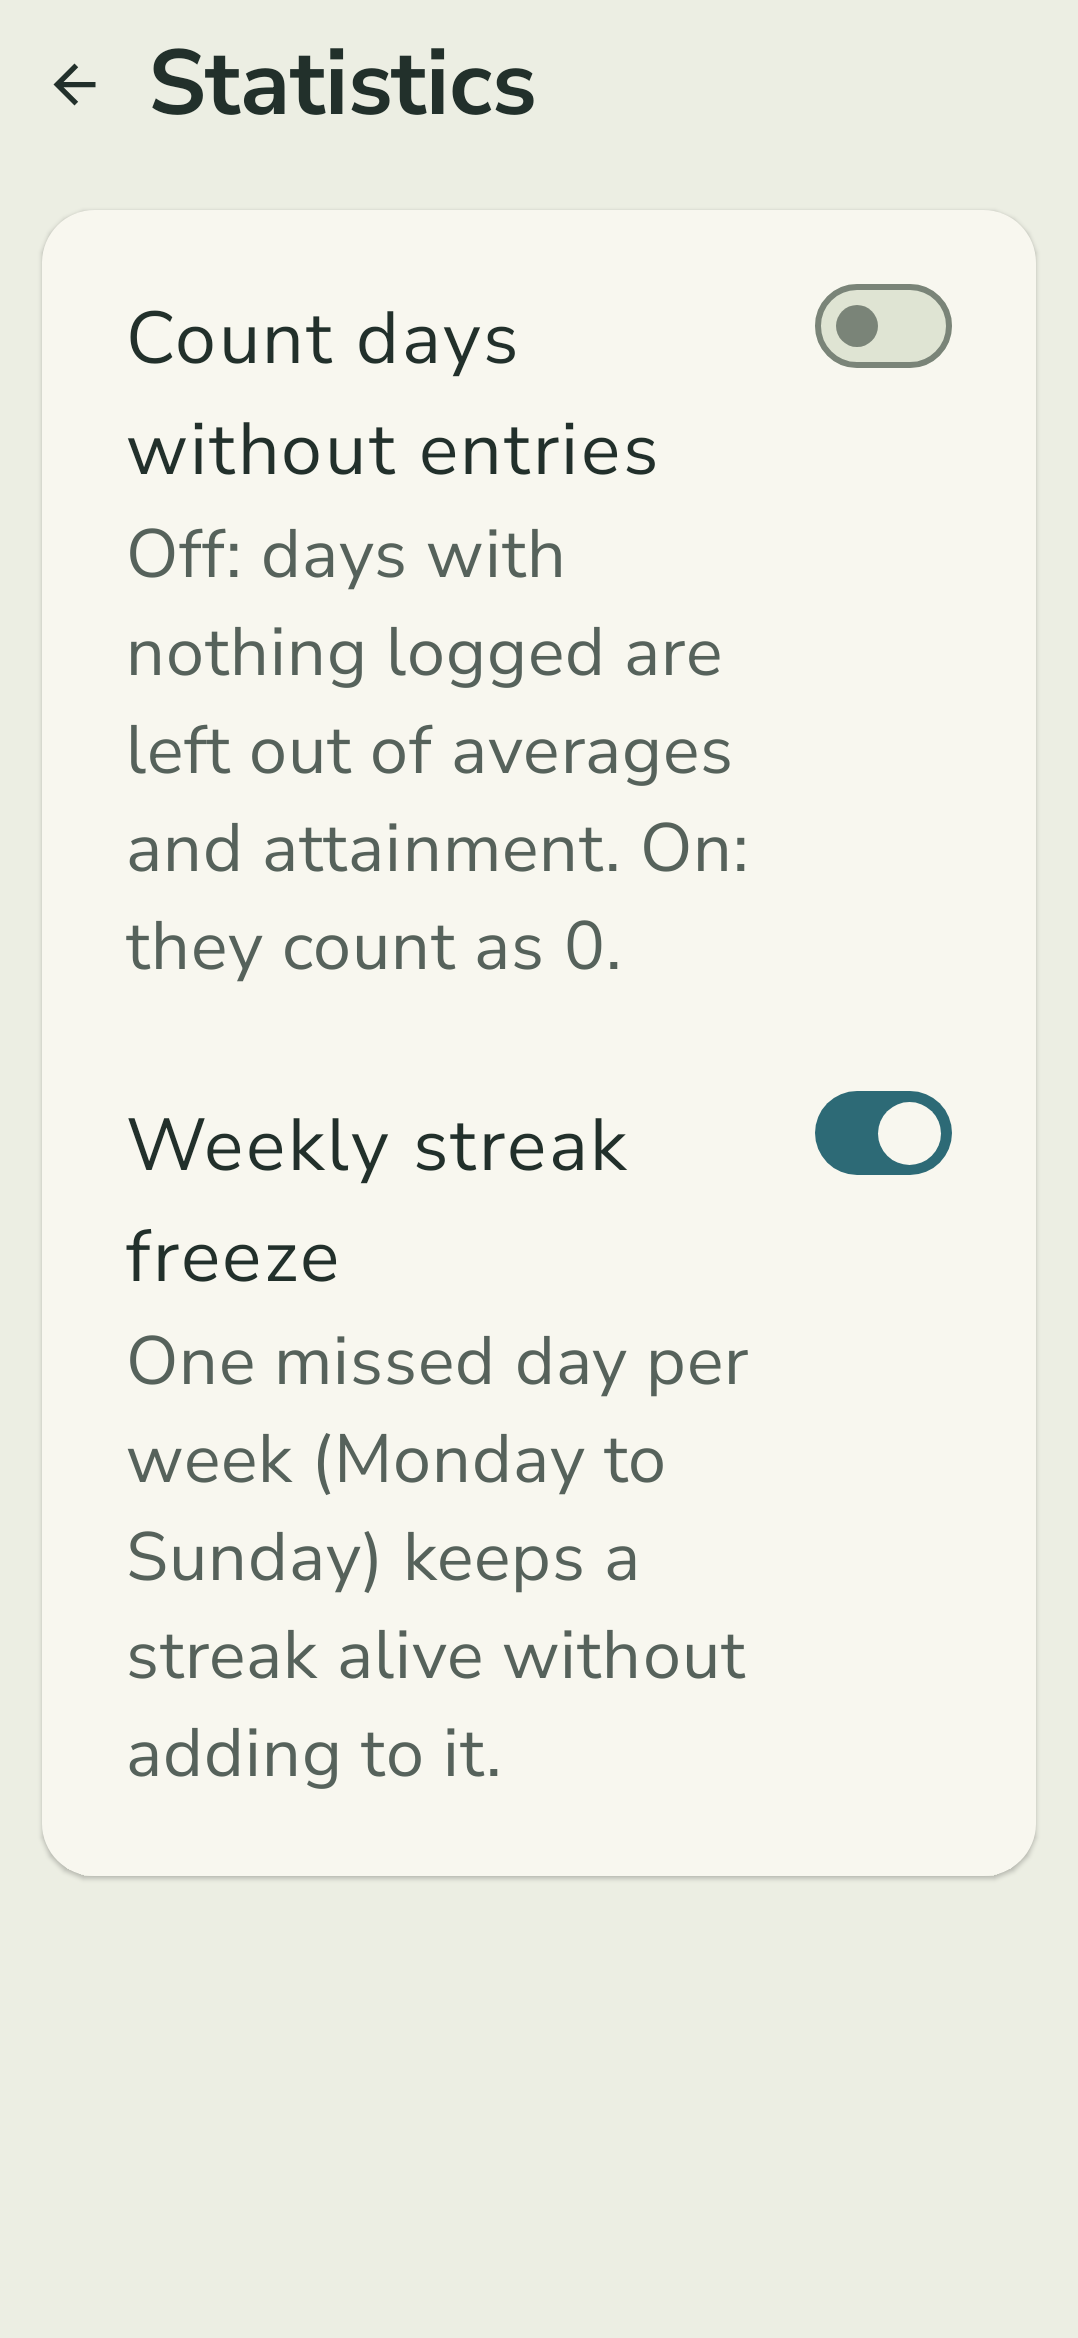 Statistics
Count days
without entries
Off: days with
nothing logged are
left out of averages
and attainment. On:
they count as 0.
Weekly streak
freeze
One missed day per
week (Monday to
Sunday) keeps a
streak alive without
adding to it.